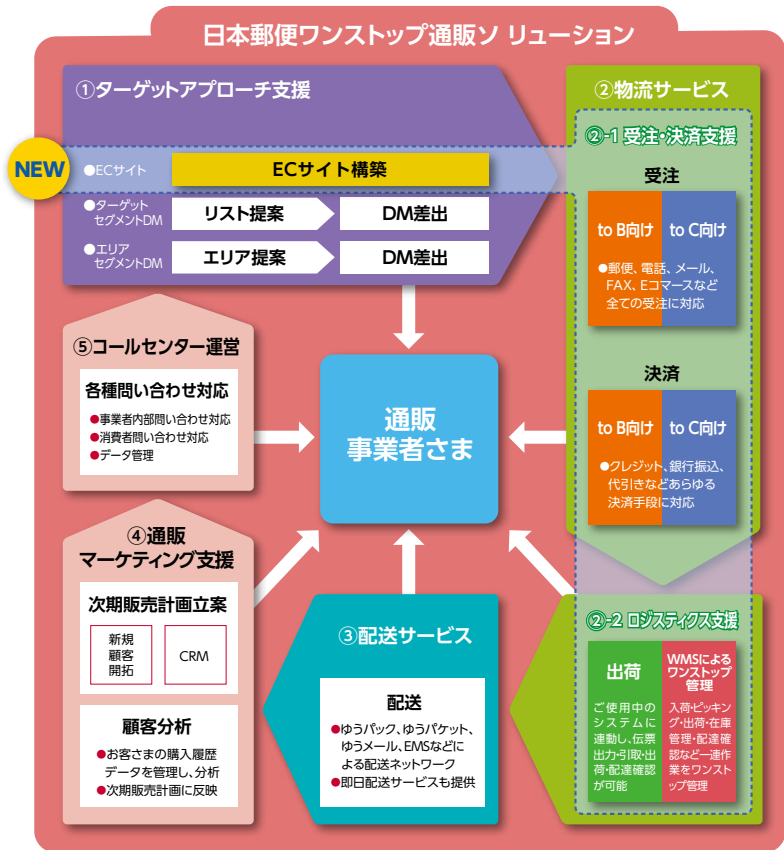 日本郵便ワンストップ通販ソ リューション
①ターゲットアプローチ支援
NEW
●ECサイト
ECサイト構築
●ターゲット
セグメントDM
リスト提案
DM差出
●エリア
セグメントDM
エリア提案
DM差出
②物流サービス
②-1 受注・決済支援
受注
to B向け
to C向け
●郵便、電話、メール、
FAX、Eコマースなど
全ての受注に対応
決済
to B向け
to C向け
●クレジット、銀行振込、
代引きなどあらゆる
決済手段に対応
②-2 ロジスティクス支援
出荷
ご使用中の
システムに
連動し、伝票
出力・引取・出
荷・配達確認
が可能
WMSによる
ワンストップ
管理
入荷・ピッキン
グ・出荷・在庫
管理・配達確
認など一連作
業をワンスト
ップ管理
通販
事業者さま
③配送サービス
配送
●ゆうパック、ゆうパケット、
ゆうメール、EMSなどに
よる配送ネットワーク
●即日配送サービスも提供
④通販
マーケティング支援
次期販売計画立案
新規
顧客
開拓
CRM
顧客分析
●お客さまの購入履歴
データを管理し、分析
●次期販売計画に反映
⑤コールセンター運営
各種問い合わせ対応
●事業者内部問い合わせ対応
●消費者問い合わせ対応
●データ管理